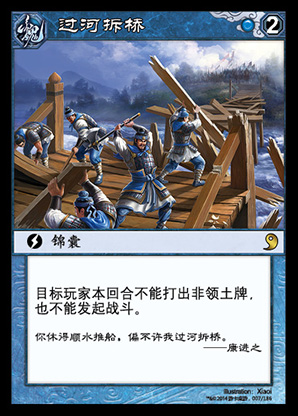 过河拆桥
2
锦囊
目标玩家本回合不能打出非领土牌，
也不能发起战斗。
你休得顺水推船，偏不许我过河拆桥。
——康进之
Illustration: Xiaoi